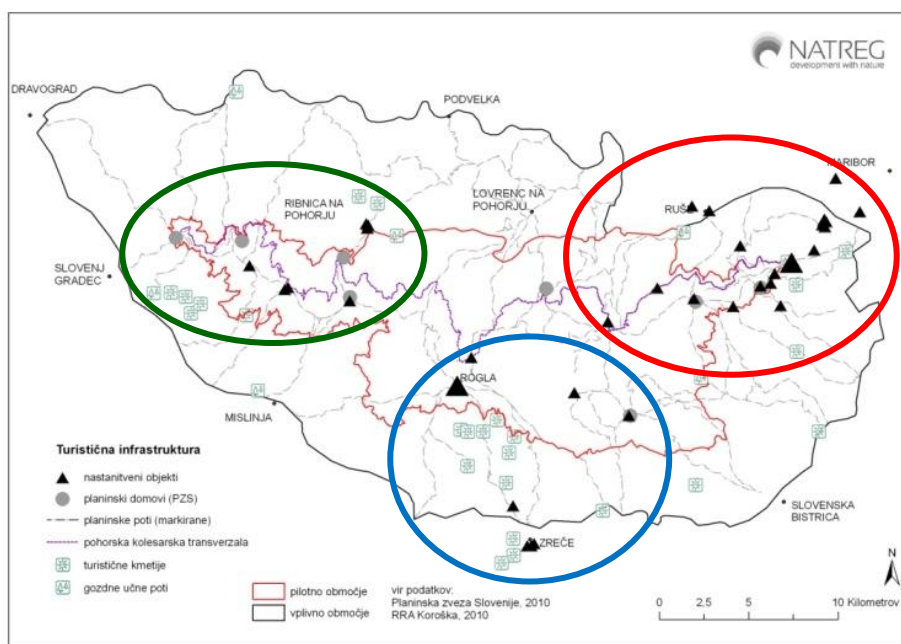 NATREG
development with nature
DRAVOGRAD
PODVELKA
MARIBOR
RIBNICA NA
POHORJU
LOVRENC NA
POHORJU
RUŠE
SLOVENJ
GRADEC
ROGLA
MISLINJA
SLOVENSKA
BISTRICA
ZREČE
Turistična infrastruktura
nastanitveni objekti
planinski domovi (PZS)
planinske poti (markirane)
pohorska kolesarska transverzala
turistične kmetije
gozdne učne poti
pilotno območje
vplivno območje
vir podatkov:
Planinska zveza Slovenije, 2010
RRA Koroška, 2010
N
0 2.5 5 10 Kilometrov